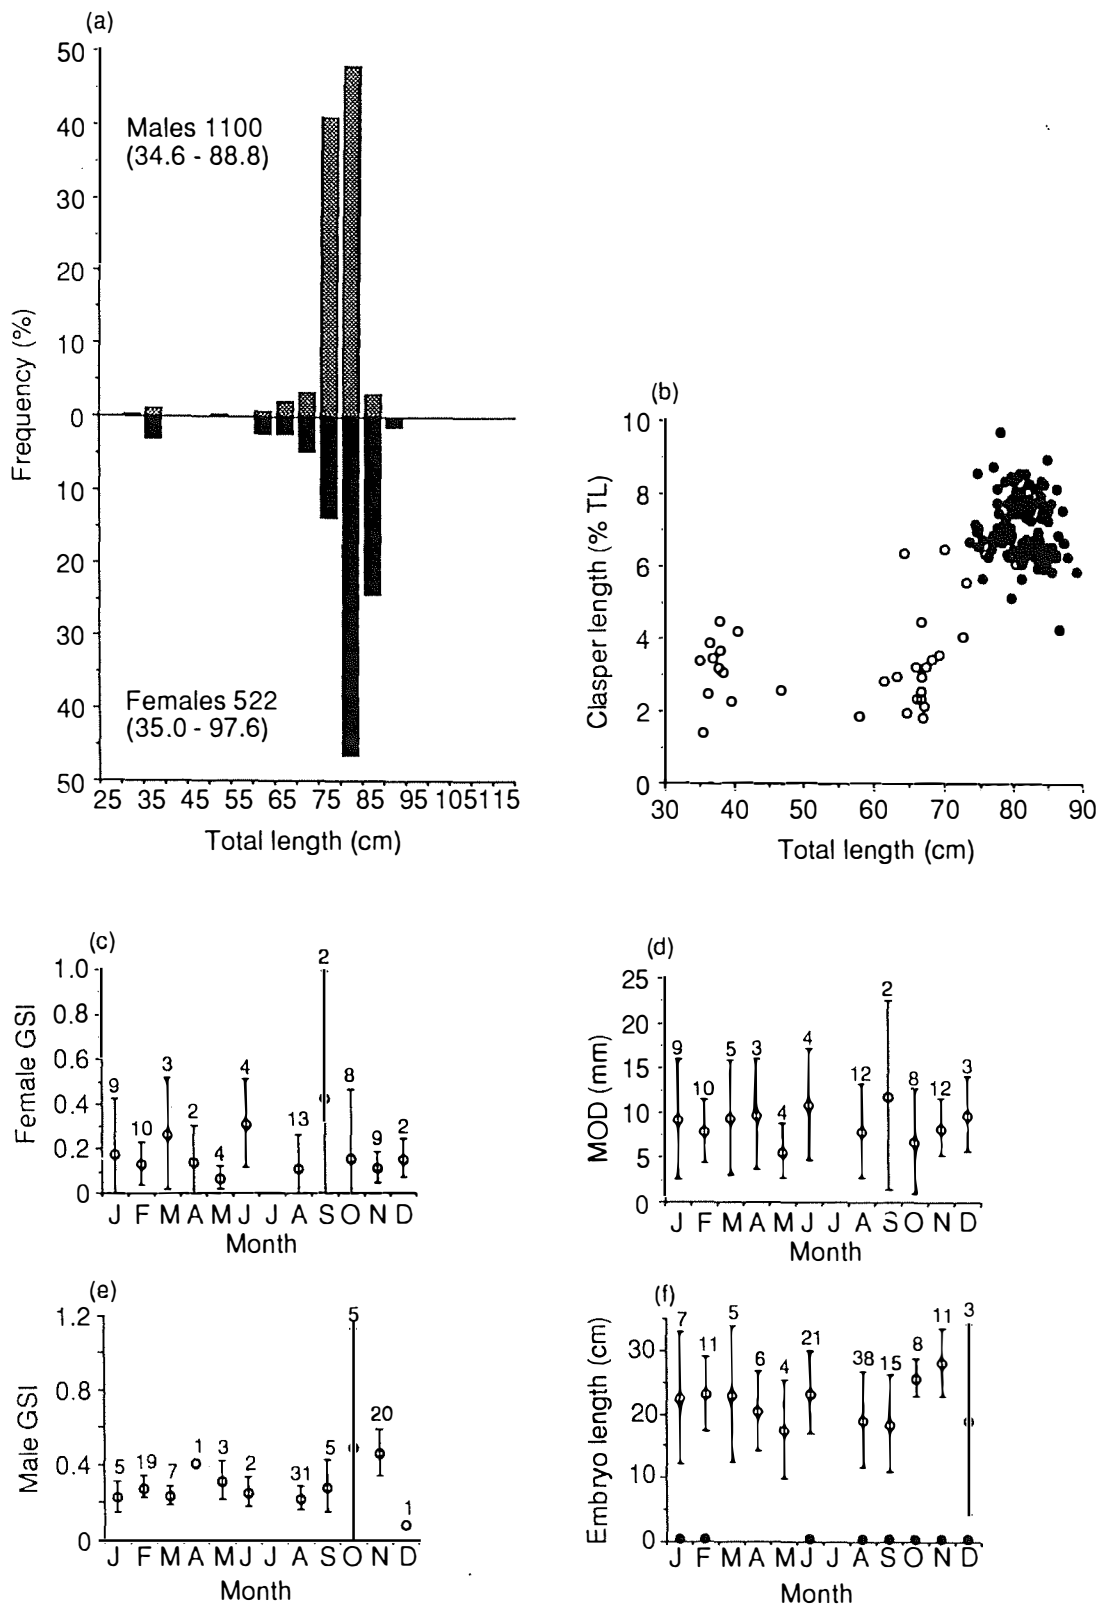 (a)
50
40
30
20
10
0
10
20
30
40
50
Frequency (%)
Males 1100
(34.6 - 88.8)
Females 522
(35.0 - 97.6)
25 35 45 55 65 75 85 95 105 115
Total length (cm)
(b)
10
8
6
4
2
0
Clasper length (% TL)
30 40 50 60 70 80 90
Total length (cm)
(c)
1.0
0.8
0.6
0.4
0.2
0
Female GSI
9 10 3 2 4 4 13 2 8 9 2
J F M A M J J A S O N D
Month
(d)
25
20
15
10
5
0
MOD (mm)
9 10 5 3 4 4 12 2 8 12 3
J F M A M J J A S O N D
Month
(e)
1.2
0.8
0.4
0
Male GSI
5 19 7 1 3 2 31 5 5 20 1
J F M A M J J A S O N D
Month
(f)
30
20
10
0
Embryo length (cm)
7 11 5 6 4 21 38 15 8 11 3
J F M A M J J A S O N D
Month